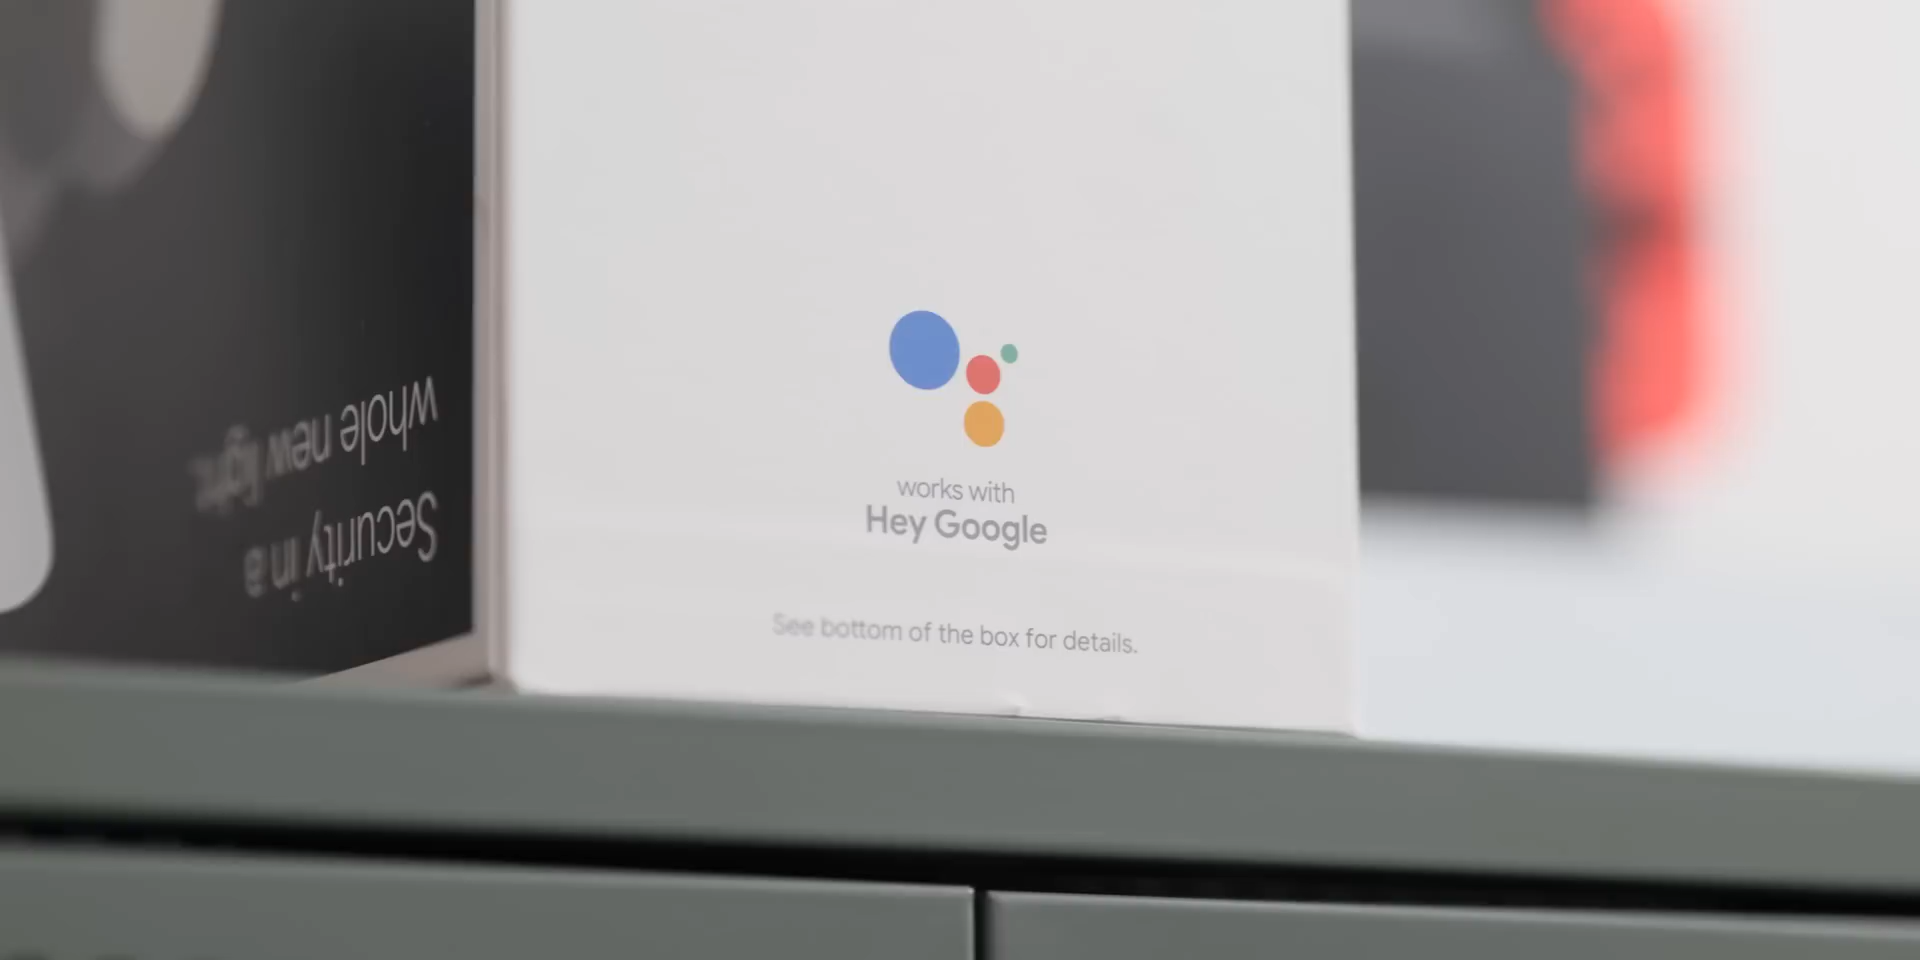 Security in a
whole new light.
works with
Hey Google
See bottom of the box for details.